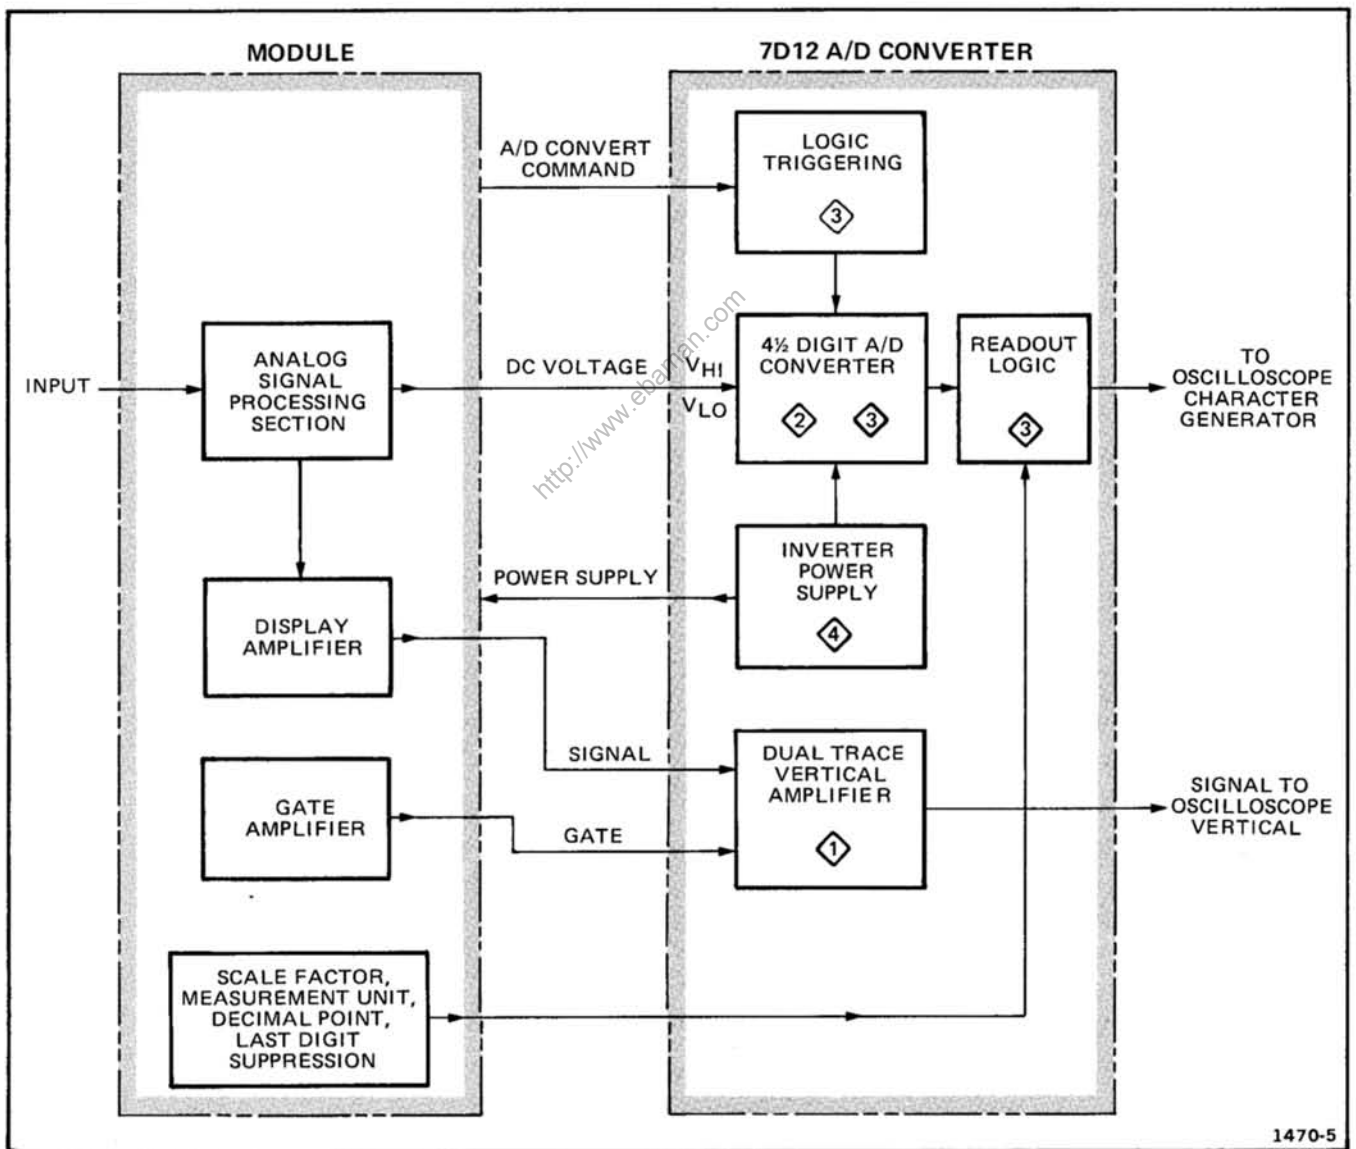 MODULE
7D12 A/D CONVERTER
A/D CONVERT
COMMAND
LOGIC
TRIGGERING
3
INPUT
ANALOG
SIGNAL
PROCESSING
SECTION
DC VOLTAGE
VHI
VLO
4½ DIGIT A/D
CONVERTER
2 3
READOUT
LOGIC
3
TO
OSCILLOSCOPE
CHARACTER
GENERATOR
http://www.ebaman.com
POWER SUPPLY
INVERTER
POWER
SUPPLY
4
DISPLAY
AMPLIFIER
SIGNAL
DUAL TRACE
VERTICAL
AMPLIFIER
1
SIGNAL TO
OSCILLOSCOPE
VERTICAL
GATE
AMPLIFIER
GATE
SCALE FACTOR,
MEASUREMENT UNIT,
DECIMAL POINT,
LAST DIGIT
SUPPRESSION
1470-5